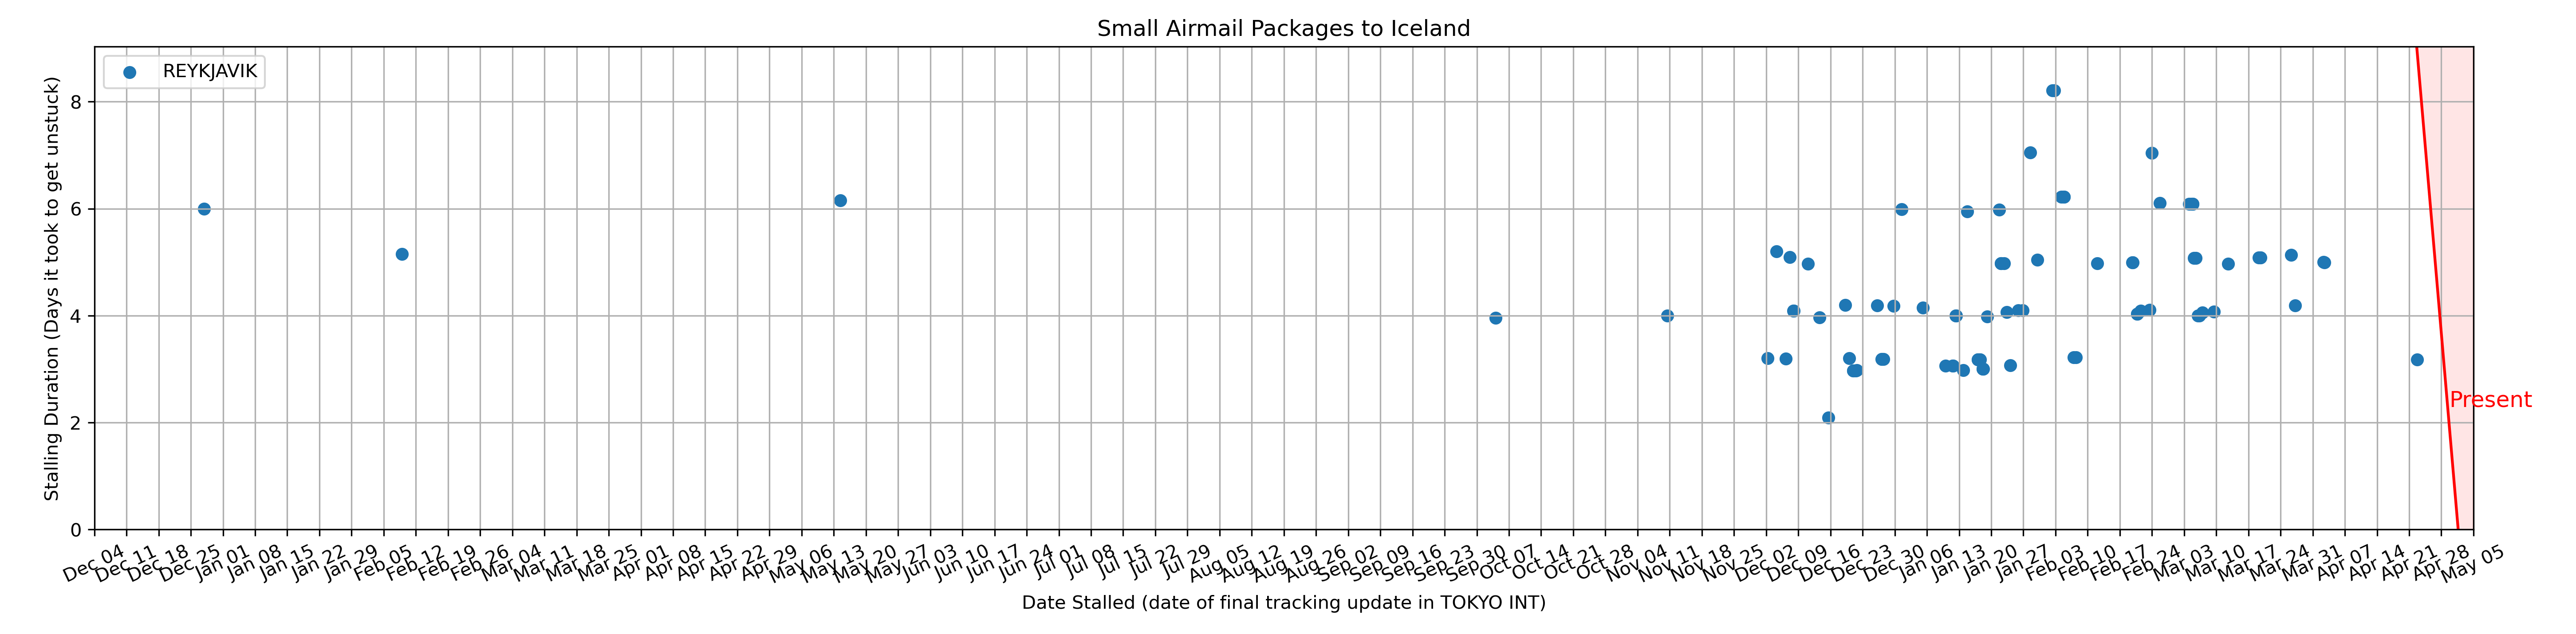 Small Airmail Packages to Iceland
REYKJAVIK
Stalling Duration (Days it took to get unstuck)
8
6
4
2
0
Present
Dec 04
Dec 11
Dec 18
Dec 25
Jan 01
Jan 08
Jan 15
Jan 22
Jan 29
Feb 05
Feb 12
Feb 19
Feb 26
Mar 04
Mar 11
Mar 18
Mar 25
Apr 01
Apr 08
Apr 15
Apr 22
Apr 29
May 06
May 13
May 20
May 27
Jun 03
Jun 10
Jun 17
Jun 24
Jul 01
Jul 08
Jul 15
Jul 22
Jul 29
Aug 05
Aug 12
Aug 19
Aug 26
Sep 02
Sep 09
Sep 16
Sep 23
Sep 30
Oct 07
Oct 14
Oct 21
Oct 28
Nov 04
Nov 11
Nov 18
Nov 25
Dec 02
Dec 09
Dec 16
Dec 23
Dec 30
Jan 06
Jan 13
Jan 20
Jan 27
Feb 03
Feb 10
Feb 17
Feb 24
Mar 03
Mar 10
Mar 17
Mar 24
Mar 31
Apr 07
Apr 14
Apr 21
Apr 28
May 05
Date Stalled (date of final tracking update in TOKYO INT)